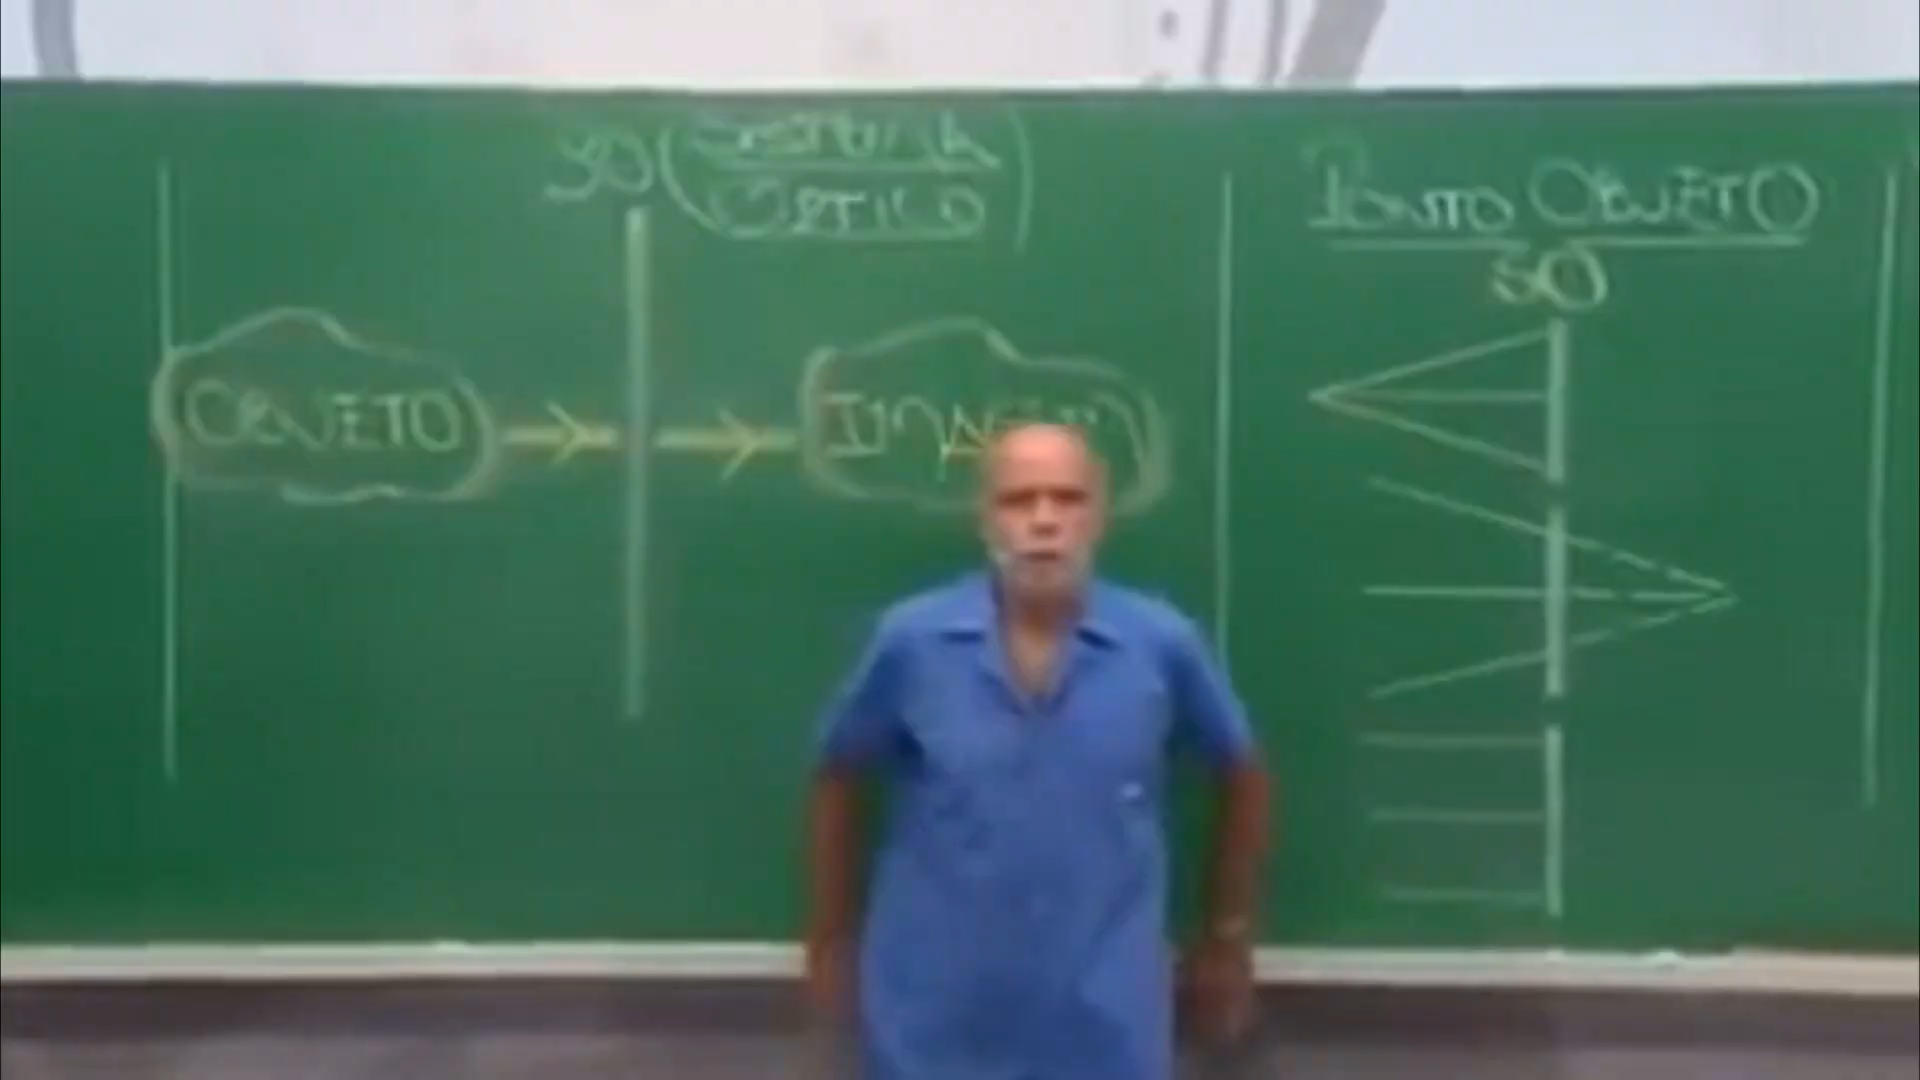 SO (SISTEMA
ÓPTICO)
OBJETO
PONTO OBJETO
SO